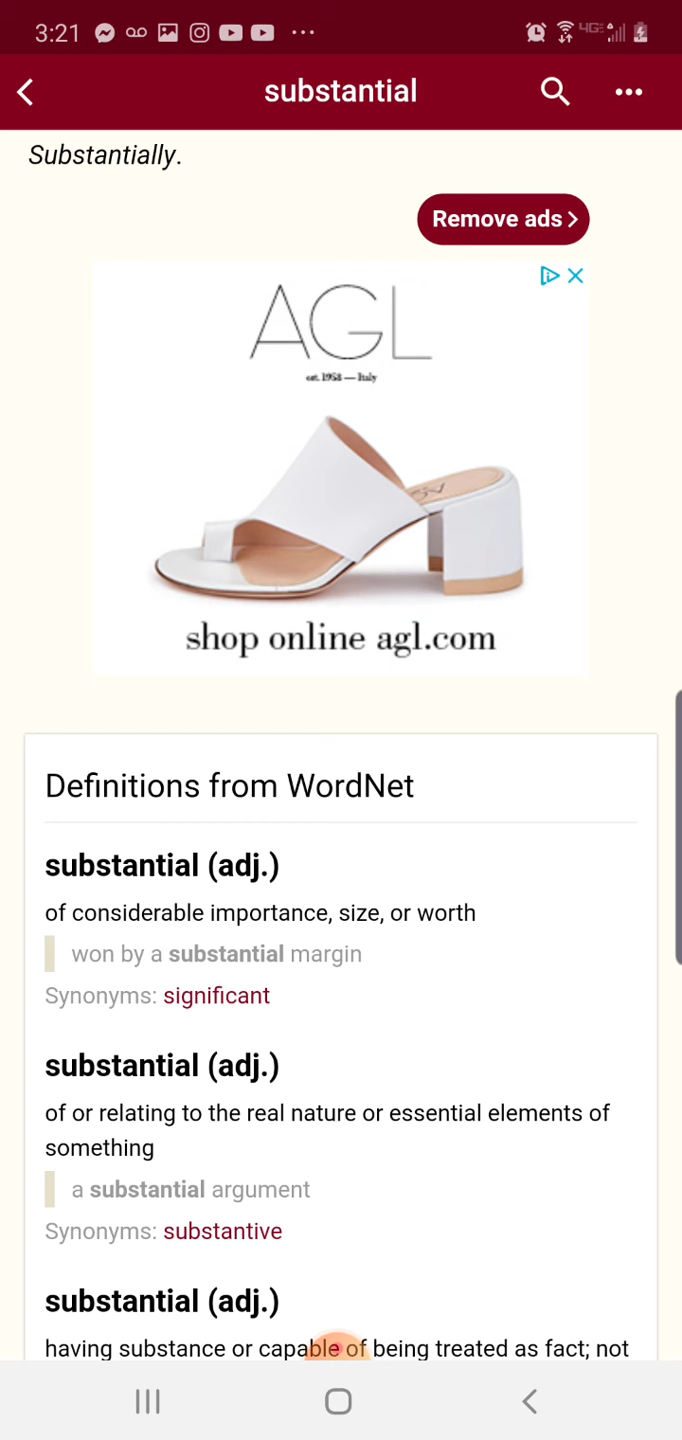 3:21
4GE
substantial
Substantially.
Remove ads
AGL
est. 1958 — Italy
shop online agl.com
Definitions from WordNet
substantial (adj.)
of considerable importance, size, or worth
won by a substantial margin
Synonyms: significant
substantial (adj.)
of or relating to the real nature or essential elements of
something
a substantial argument
Synonyms: substantive
substantial (adj.)
having substance or capable of being treated as fact; not